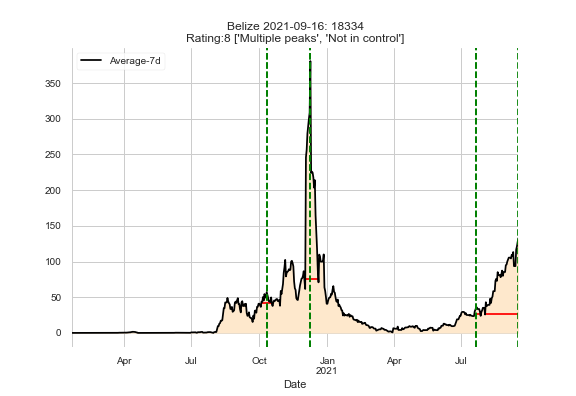 Belize 2021-09-16: 18334
Rating:8 ['Multiple peaks', 'Not in control']
Average-7d
350
300
250
200
150
100
50
0
Apr
Jul
Oct
Jan
2021
Apr
Jul
Date